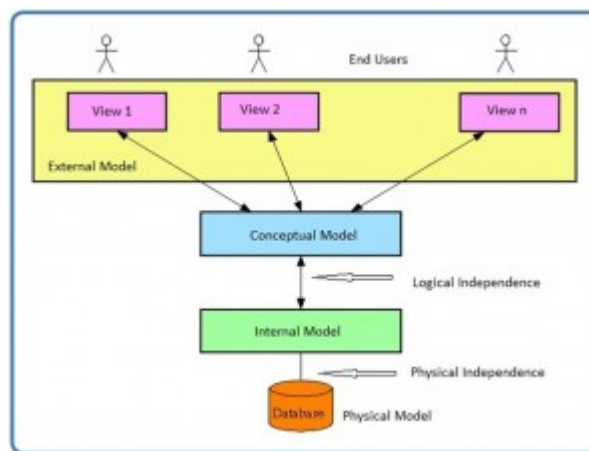 End Users
View 1
View 2
View n
External Model
Conceptual Model
Logical Independence
Internal Model
Physical Independence
Database
Physical Model